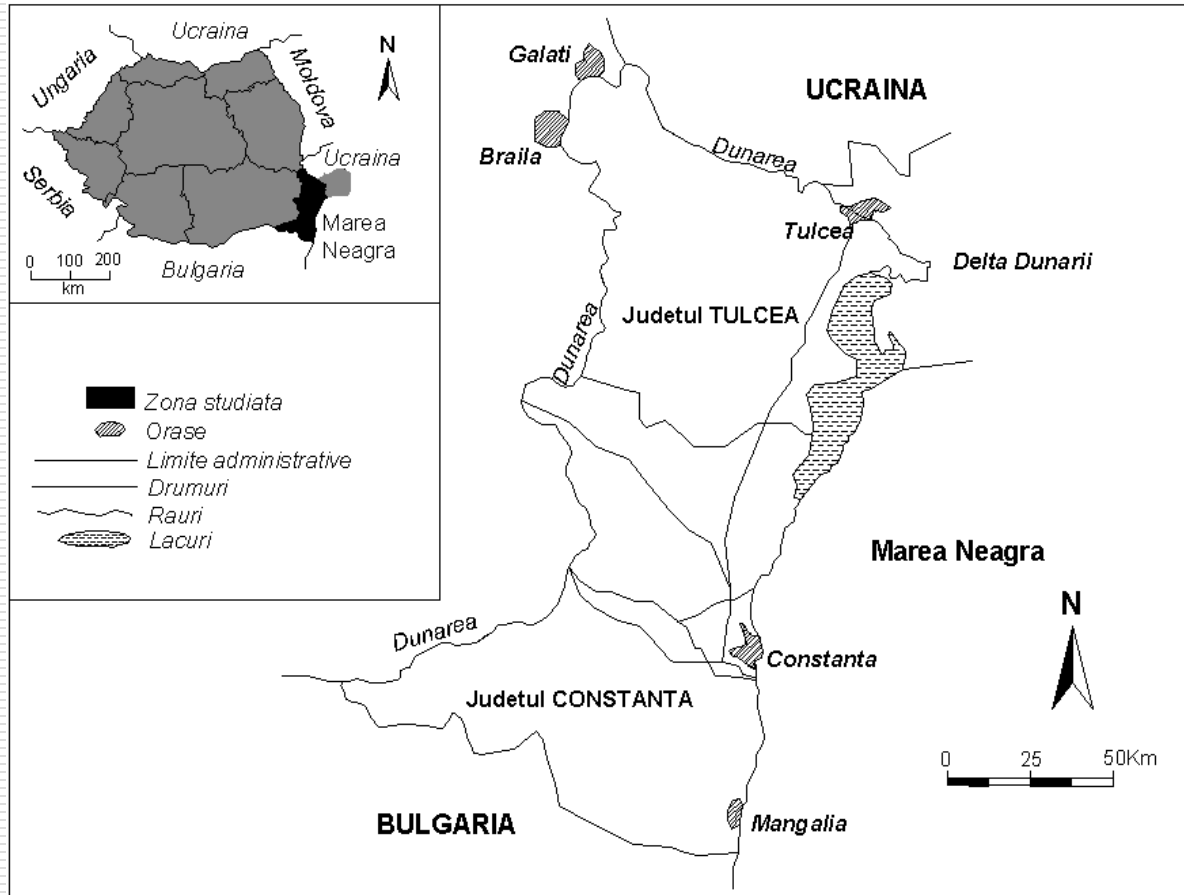 Ucraina
Ungaria
Moldova
N
Ucraina
Serbia
Marea
Neagra
0 100 200
km
Bulgaria
Zona studiata
Orase
Limite administrative
Drumuri
Rauri
Lacuri
Galati
UCRAINA
Braila
Dunarea
Tulcea
Delta Dunarii
Judetul TULCEA
Dunarea
Marea Neagra
N
Dunarea
Constanta
Judetul CONSTANTA
0 25 50Km
BULGARIA
Mangalia